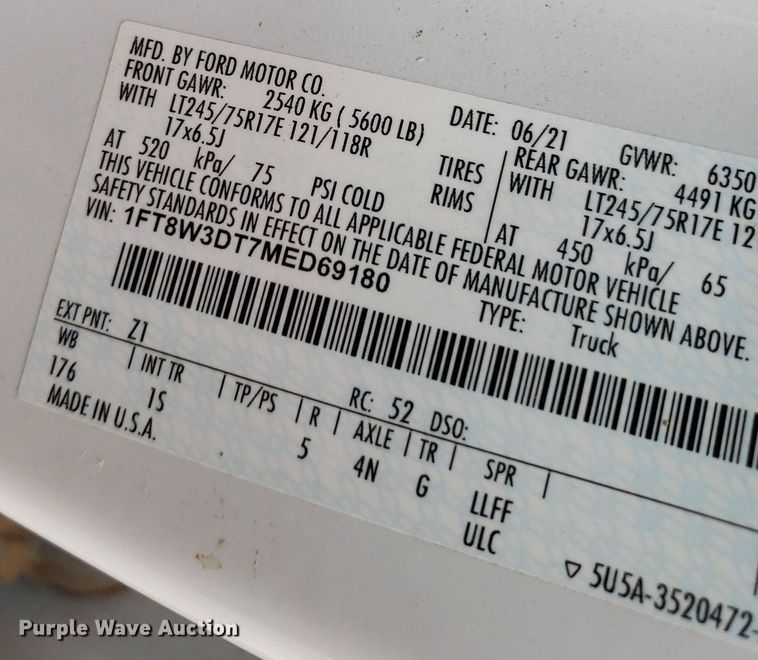 MFD. BY FORD MOTOR CO.
DATE: 06/21 GVWR: 6350
FRONT GAWR: 2540 KG ( 5600 LB)
REAR GAWR: 4491 KG
WITH LT245/75R17E 121/118R TIRES
WITH LT245/75R17E 12
17x6.5J RIMS
17x6.5J
AT 520 kPa/ 75 PSI COLD
AT 450 kPa/ 65
THIS VEHICLE CONFORMS TO ALL APPLICABLE FEDERAL MOTOR VEHICLE
SAFETY STANDARDS IN EFFECT ON THE DATE OF MANUFACTURE SHOWN ABOVE.
VIN: 1FT8W3DT7MED69180
TYPE: Truck
EXT PNT: Z1
RC: 52 DSO:
WB INT TR TP/PS R AXLE TR SPR
176 1S 5 4N G LLFF
MADE IN U.S.A.
ULC
5U5A-3520472-
Purple Wave Auction